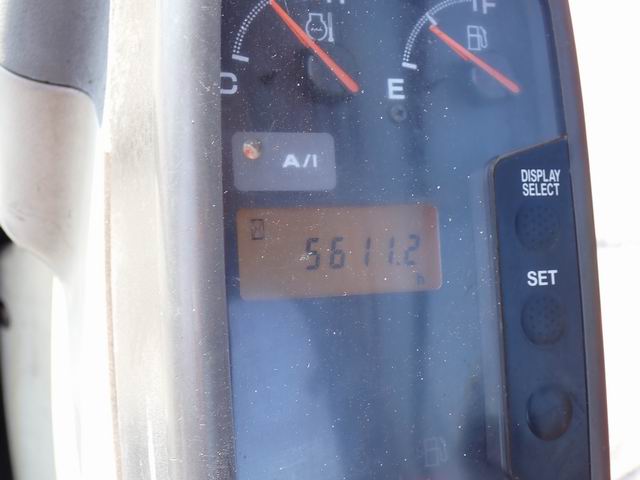 F
C
E
A/I
DISPLAY
SELECT
5611.2
h
SET